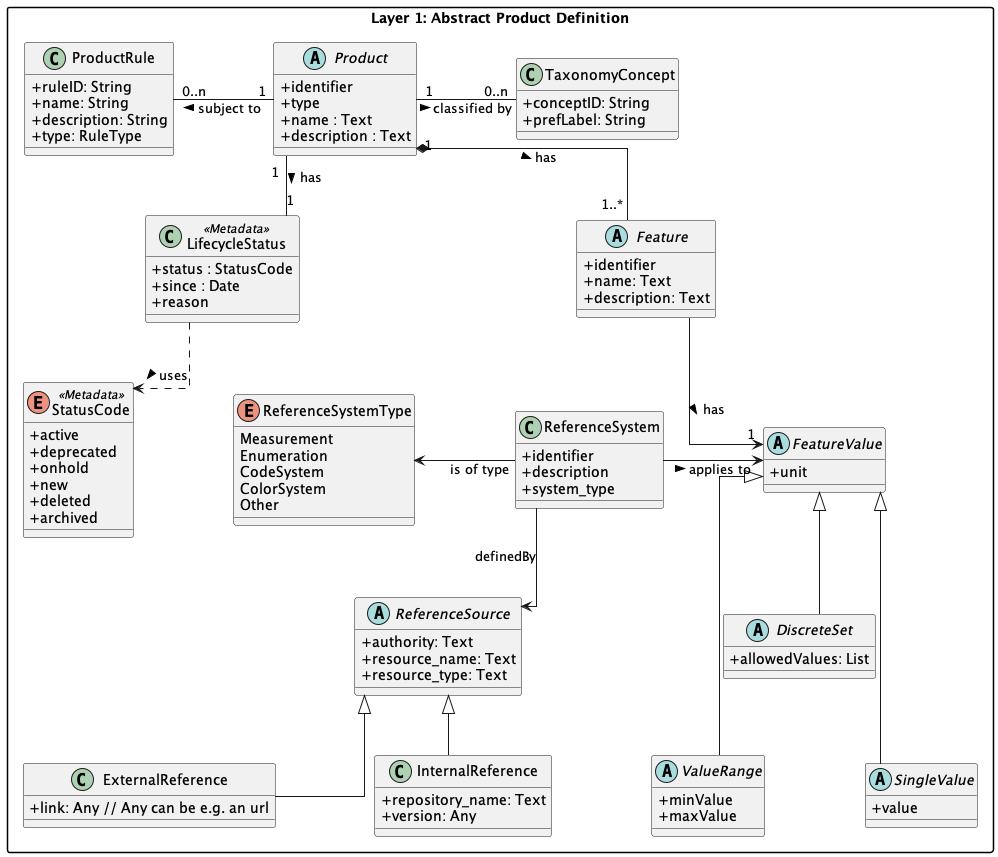 Layer 1: Abstract Product Definition
C ProductRule
+ruleID: String
+name: String
+description: String
+type: RuleType
0..n
1
subject to
A Product
+identifier
+type
+name : Text
+description : Text
1
0..n
classified by
C TaxonomyConcept
+conceptID: String
+prefLabel: String
1
has
1
1
has
1..*
C «Metadata»
LifecycleStatus
+status : StatusCode
+since : Date
+reason
A Feature
+identifier
+name: Text
+description: Text
uses
has
1
E «Metadata»
StatusCode
+active
+deprecated
+onhold
+new
+deleted
+archived
E ReferenceSystemType
Measurement
Enumeration
CodeSystem
ColorSystem
Other
is of type
C ReferenceSystem
+identifier
+description
+system_type
applies to
A FeatureValue
+unit
definedBy
A ReferenceSource
+authority: Text
+resource_name: Text
+resource_type: Text
A DiscreteSet
+allowedValues: List
C ExternalReference
+link: Any // Any can be e.g. an url
C InternalReference
+repository_name: Text
+version: Any
A ValueRange
+minValue
+maxValue
A SingleValue
+value